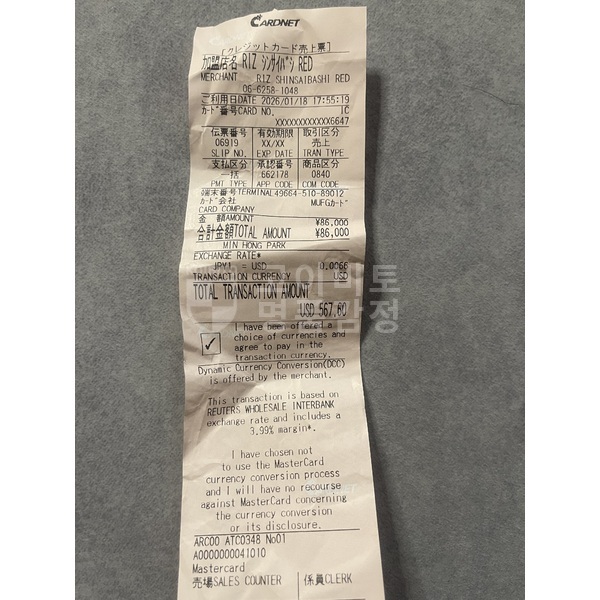 CARDNET
[クレジットカード売上票]
加盟店名 RIZ ｼﾝｻｲﾊﾞｼ RED
MERCHANT RIZ SHINSAIBASHI RED
06-6258-1048
ご利用日DATE 2026/01/18 17:55:19
ｶｰﾄﾞ番号CARD NO. IC
XXXXXXXXXXXX6647
伝票番号 有効期限 取引区分
06919 XX/XX 売上
SLIP NO. EXP DATE TRAN TYPE
支払区分 承認番号 商品区分
一括 662178 0840
PMT TYPE APP CODE COM CODE
端末番号TERMINAL49664-510-89012
ｶｰﾄﾞ会社 MUFGｶｰﾄﾞ
CARD COMPANY
金 額AMOUNT ¥86,000
合計金額TOTAL AMOUNT ¥86,000
MIN HONG PARK
EXCHANGE RATE*
JPY1 = USD 0.0066
TRANSACTION CURRENCY USD
TOTAL TRANSACTION AMOUNT
USD 567.60
I have been offered a
choice of currencies and
agree to pay in the
transaction currency.
Dynamic Currency Conversion(DCC)
is offered by the merchant.
This transaction is based on
REUTERS WHOLESALE INTERBANK
exchange rate and includes a
3.99% margin*.
I have chosen not
to use the MasterCard
currency conversion process
and I will have no recourse
against MasterCard concerning
the currency conversion
or its disclosure.
ARC00 ATC0348 No01
A0000000041010
Mastercard
売場SALES COUNTER 係員CLERK